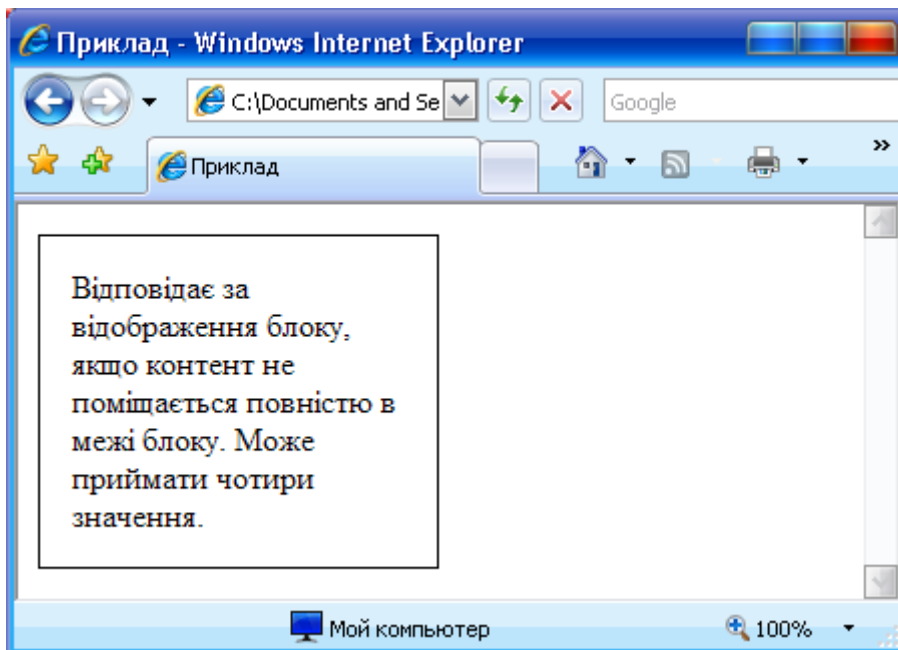 Приклад - Windows Internet Explorer
C:\Documents and Se
Google
Приклад
»
Відповідає за
відображення блоку,
якщо контент не
поміщається повністю в
межі блоку. Може
приймати чотири
значення.
Мой компьютер
100%